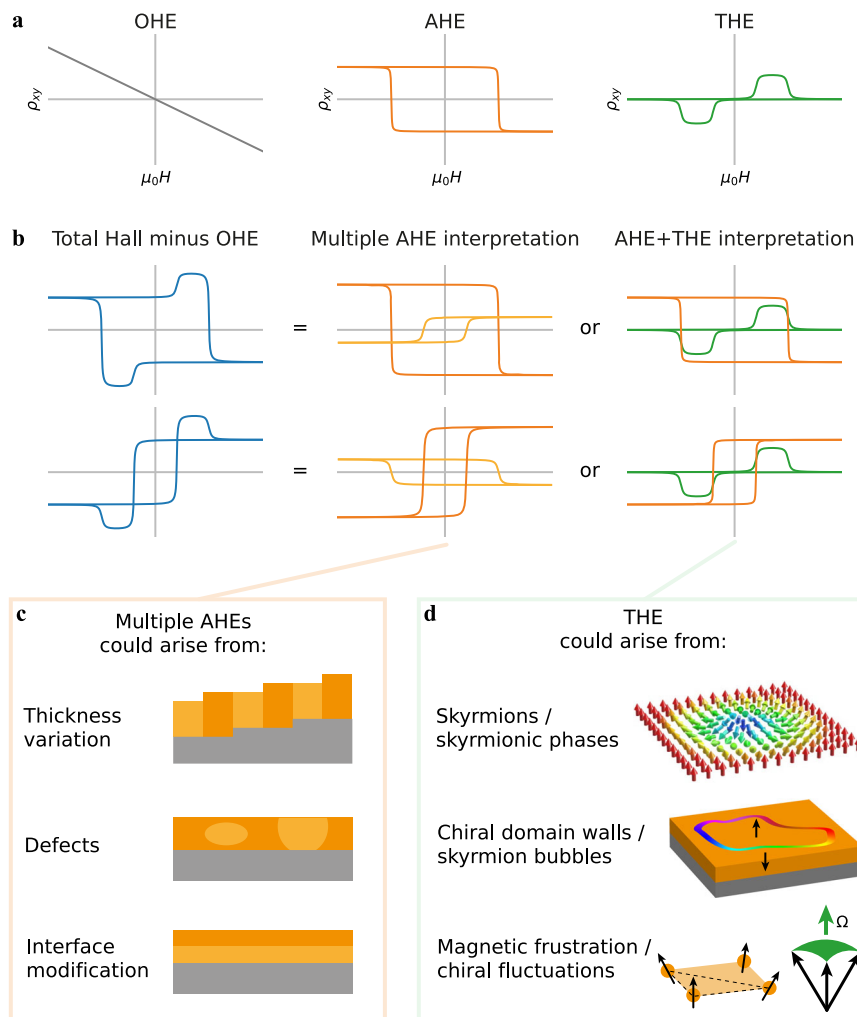 a
OHE
AHE
THE
ρxy
ρxy
ρxy
μ0H
μ0H
μ0H
b
Total Hall minus OHE
Multiple AHE interpretation
AHE+THE interpretation
=
or
=
or
c
Multiple AHEs
could arise from:
Thickness
variation
Defects
Interface
modification
d
THE
could arise from:
Skyrmions /
skyrmionic phases
Chiral domain walls /
skyrmion bubbles
Magnetic frustration /
chiral fluctuations
Ω